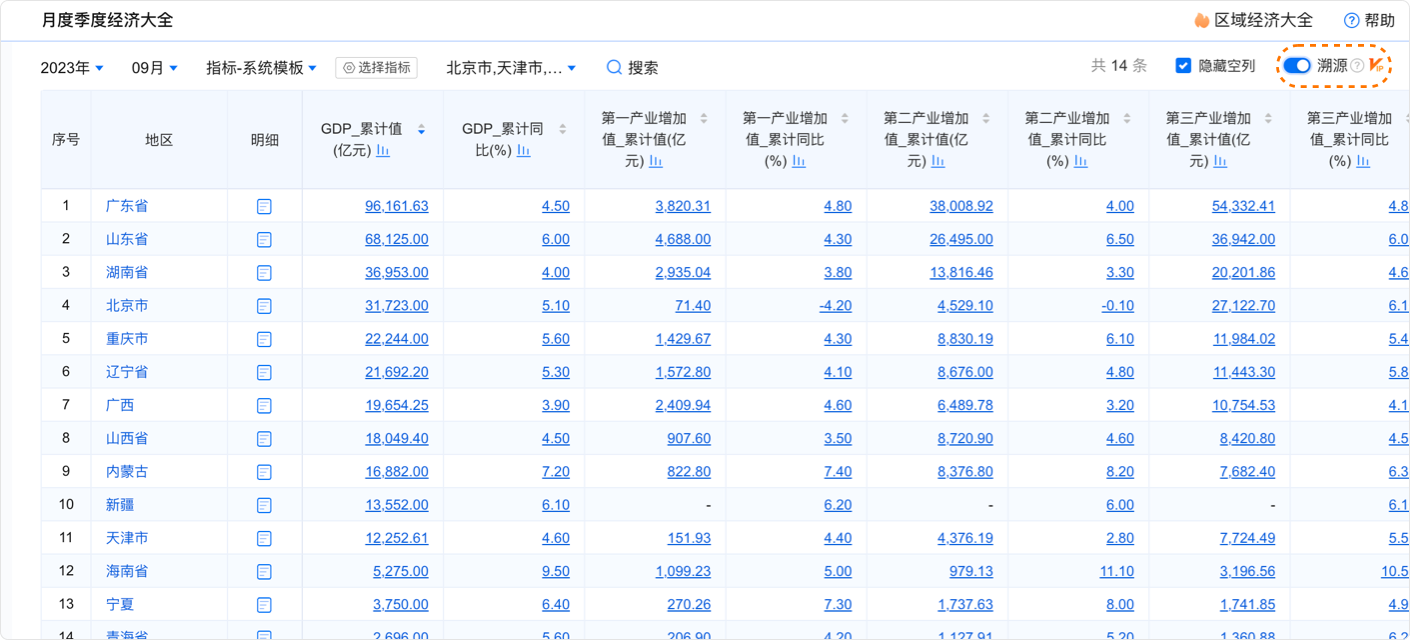 月度季度经济大全 区域经济大全 帮助
2023年 09月 指标-系统模板 选择指标 北京市,天津市,... 搜索 共 14 条 隐藏空列 溯源 VIP
序号 地区 明细 GDP_累计值(亿元) GDP_累计同比(%) 第一产业增加值_累计值(亿元) 第一产业增加值_累计同比(%) 第二产业增加值_累计值(亿元) 第二产业增加值_累计同比(%) 第三产业增加值_累计值(亿元) 第三产业增加值_累计同比(%)
1 广东省 96,161.63 4.50 3,820.31 4.80 38,008.92 4.00 54,332.41 4.8
2 山东省 68,125.00 6.00 4,688.00 4.30 26,495.00 6.50 36,942.00 6.0
3 湖南省 36,953.00 4.00 2,935.04 3.80 13,816.46 3.30 20,201.86 4.6
4 北京市 31,723.00 5.10 71.40 -4.20 4,529.10 -0.10 27,122.70 6.1
5 重庆市 22,244.00 5.60 1,429.67 4.30 8,830.19 6.10 11,984.02 5.4
6 辽宁省 21,692.20 5.30 1,572.80 4.10 8,676.00 4.80 11,443.30 5.8
7 广西 19,654.25 3.90 2,409.94 4.60 6,489.78 3.20 10,754.53 4.1
8 山西省 18,049.40 4.50 907.60 3.50 8,720.90 4.60 8,420.80 4.5
9 内蒙古 16,882.00 7.20 822.80 7.40 8,376.80 8.20 7,682.40 6.3
10 新疆 13,552.00 6.10 - 6.20 - 6.00 - 6.1
11 天津市 12,252.61 4.60 151.93 4.40 4,376.19 2.80 7,724.49 5.5
12 海南省 5,275.00 9.50 1,099.23 5.00 979.13 11.10 3,196.56 10.5
13 宁夏 3,750.00 6.40 270.26 7.30 1,737.63 8.00 1,741.85 4.9
14 青海省 2,696.00 5.60 206.90 4.20 1,127.91 5.20 1,360.88 6.2